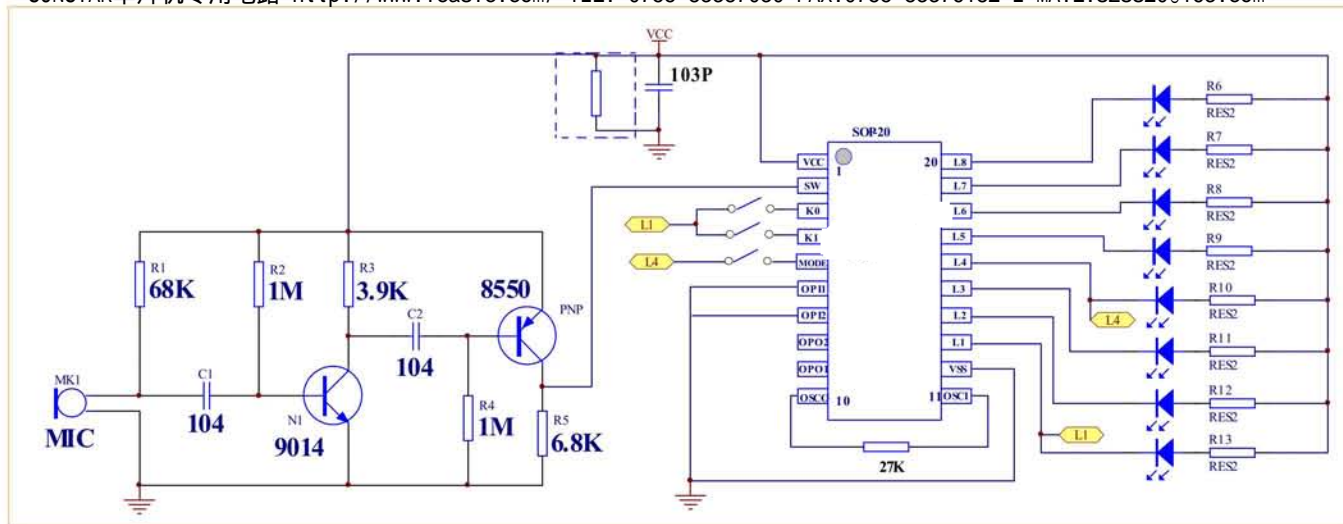 VCC
103P
SOP-20
1
20
VCC
SW
K0
K1
MODE
OPI1
OPI2
OPO2
OPO1
OSCO
10
L8
L7
L6
L5
L4
L3
L2
L1
VSS
OSCI
11
27K
L1
L4
L4
L1
R6
RES2
R7
RES2
R8
RES2
R9
RES2
R10
RES2
R11
RES2
R12
RES2
R13
RES2
R1
68K
R2
1M
R3
3.9K
8550
PNP
C2
104
MK1
MIC
C1
104
N1
9014
R4
1M
R5
6.8K